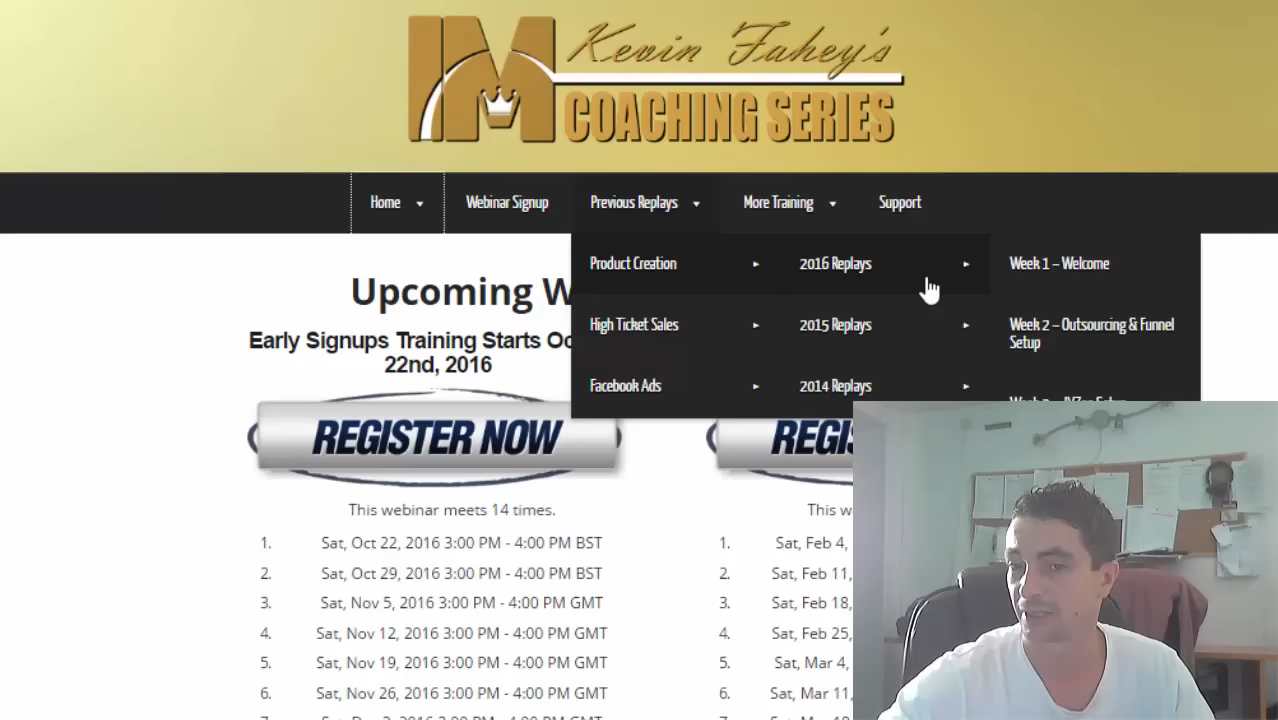 IM
Kevin Fahey's
COACHING SERIES
Home
Webinar Signup
Previous Replays
More Training
Support
Product Creation
2016 Replays
Week 1 – Welcome
High Ticket Sales
2015 Replays
Week 2 – Outsourcing & Funnel
Setup
Facebook Ads
2014 Replays
Upcoming W
Early Signups Training Starts Oc
22nd, 2016
REGISTER NOW
REGIS
This webinar meets 14 times.
This w
1. Sat, Oct 22, 2016 3:00 PM - 4:00 PM BST
2. Sat, Oct 29, 2016 3:00 PM - 4:00 PM BST
3. Sat, Nov 5, 2016 3:00 PM - 4:00 PM GMT
4. Sat, Nov 12, 2016 3:00 PM - 4:00 PM GMT
5. Sat, Nov 19, 2016 3:00 PM - 4:00 PM GMT
6. Sat, Nov 26, 2016 3:00 PM - 4:00 PM GMT
1. Sat, Feb 4,
2. Sat, Feb 11,
3. Sat, Feb 18,
4. Sat, Feb 25,
5. Sat, Mar 4,
6. Sat, Mar 11,